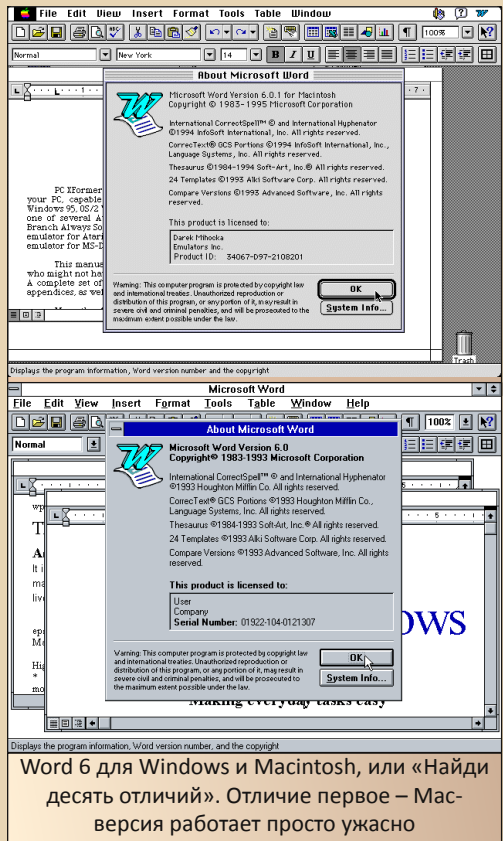 File Edit View Insert Format Tools Table Window
100%
Normal New York 14 B I U
About Microsoft Word
Microsoft Word Version 6.0.1 for Macintosh
Copyright © 1983-1995 Microsoft Corporation
International CorrectSpell™ © and International Hyphenator
©1994 InfoSoft International, Inc. All rights reserved.
CorrecText® GCS Portions ©1994 InfoSoft International, Inc.,
Language Systems, Inc. All rights reserved.
Thesaurus ©1984-1994 Soft-Art, Inc.® All rights reserved.
24 Templates ©1993 Alki Software Corp. All rights reserved.
Compare Versions ©1993 Advanced Software, Inc. All rights
reserved.
This product is licensed to:
Darek Mihocka
Emulators Inc.
Product ID: 34067-D97-2108201
Warning: This computer program is protected by copyright law
and international treaties. Unauthorized reproduction or
distribution of this program, or any portion of it, may result in
severe civil and criminal penalties, and will be prosecuted to the
maximum extent possible under the law.
OK
System Info...
PC XFormer
your PC, capable
Windows 95, OS/2
one of several A
Branch Always So
emulator for Atari
emulator for MS-D
This manua
who might not ha
A complete set of
appendices, as we
Trash
Displays the program information, Word version number and the copyright
Microsoft Word
File Edit View Insert Format Tools Table Window Help
100%
Normal
About Microsoft Word
Microsoft Word Version 6.0
Copyright© 1983-1993 Microsoft Corporation
International CorrectSpell™ © and International Hyphenator
©1993 Houghton Mifflin Co. All rights reserved.
CorrecText® GCS Portions ©1993 Houghton Mifflin Co.,
Language Systems, Inc. All rights reserved.
Thesaurus ©1984-1993 Soft-Art, Inc.® All rights reserved.
24 Templates ©1993 Alki Software Corp. All rights reserved.
Compare Versions ©1993 Advanced Software, Inc. All rights
reserved.
This product is licensed to:
User
Company
Serial Number: 01922-104-0121307
Warning: This computer program is protected by copyright law
and international treaties. Unauthorized reproduction or
distribution of this program, or any portion of it, may result in
severe civil and criminal penalties, and will be prosecuted to
the maximum extent possible under the law.
OK
System Info...
OWS
Making everyday tasks easy
Displays the program information, Word version number, and the copyright
Word 6 для Windows и Macintosh, или «Найди
десять отличий». Отличие первое – Mac-
версия работает просто ужасно